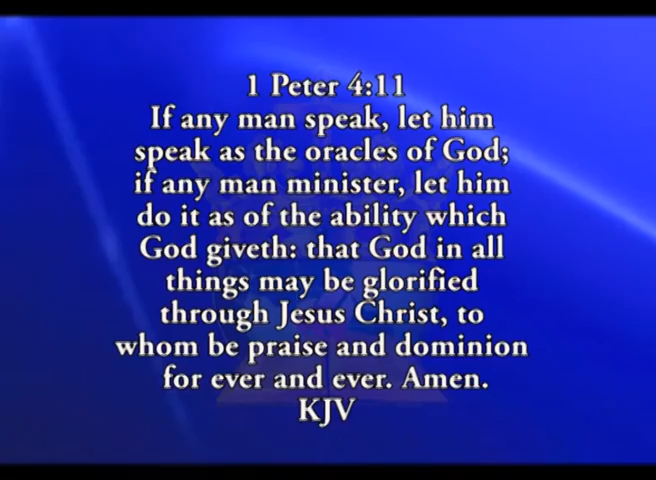 1 Peter 4:11
If any man speak, let him
speak as the oracles of God;
if any man minister, let him
do it as of the ability which
God giveth: that God in all
things may be glorified
through Jesus Christ, to
whom be praise and dominion
for ever and ever. Amen.
KJV